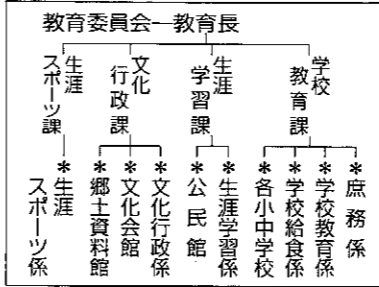 教育委員会─教育長
学校教育課
＊庶務係
＊学校教育係
＊学校給食係
＊各小中学校
生涯学習課
＊生涯学習係
＊公民館
文化行政課
＊文化行政係
＊文化会館
＊郷土資料館
生涯スポーツ課
＊生涯スポーツ係